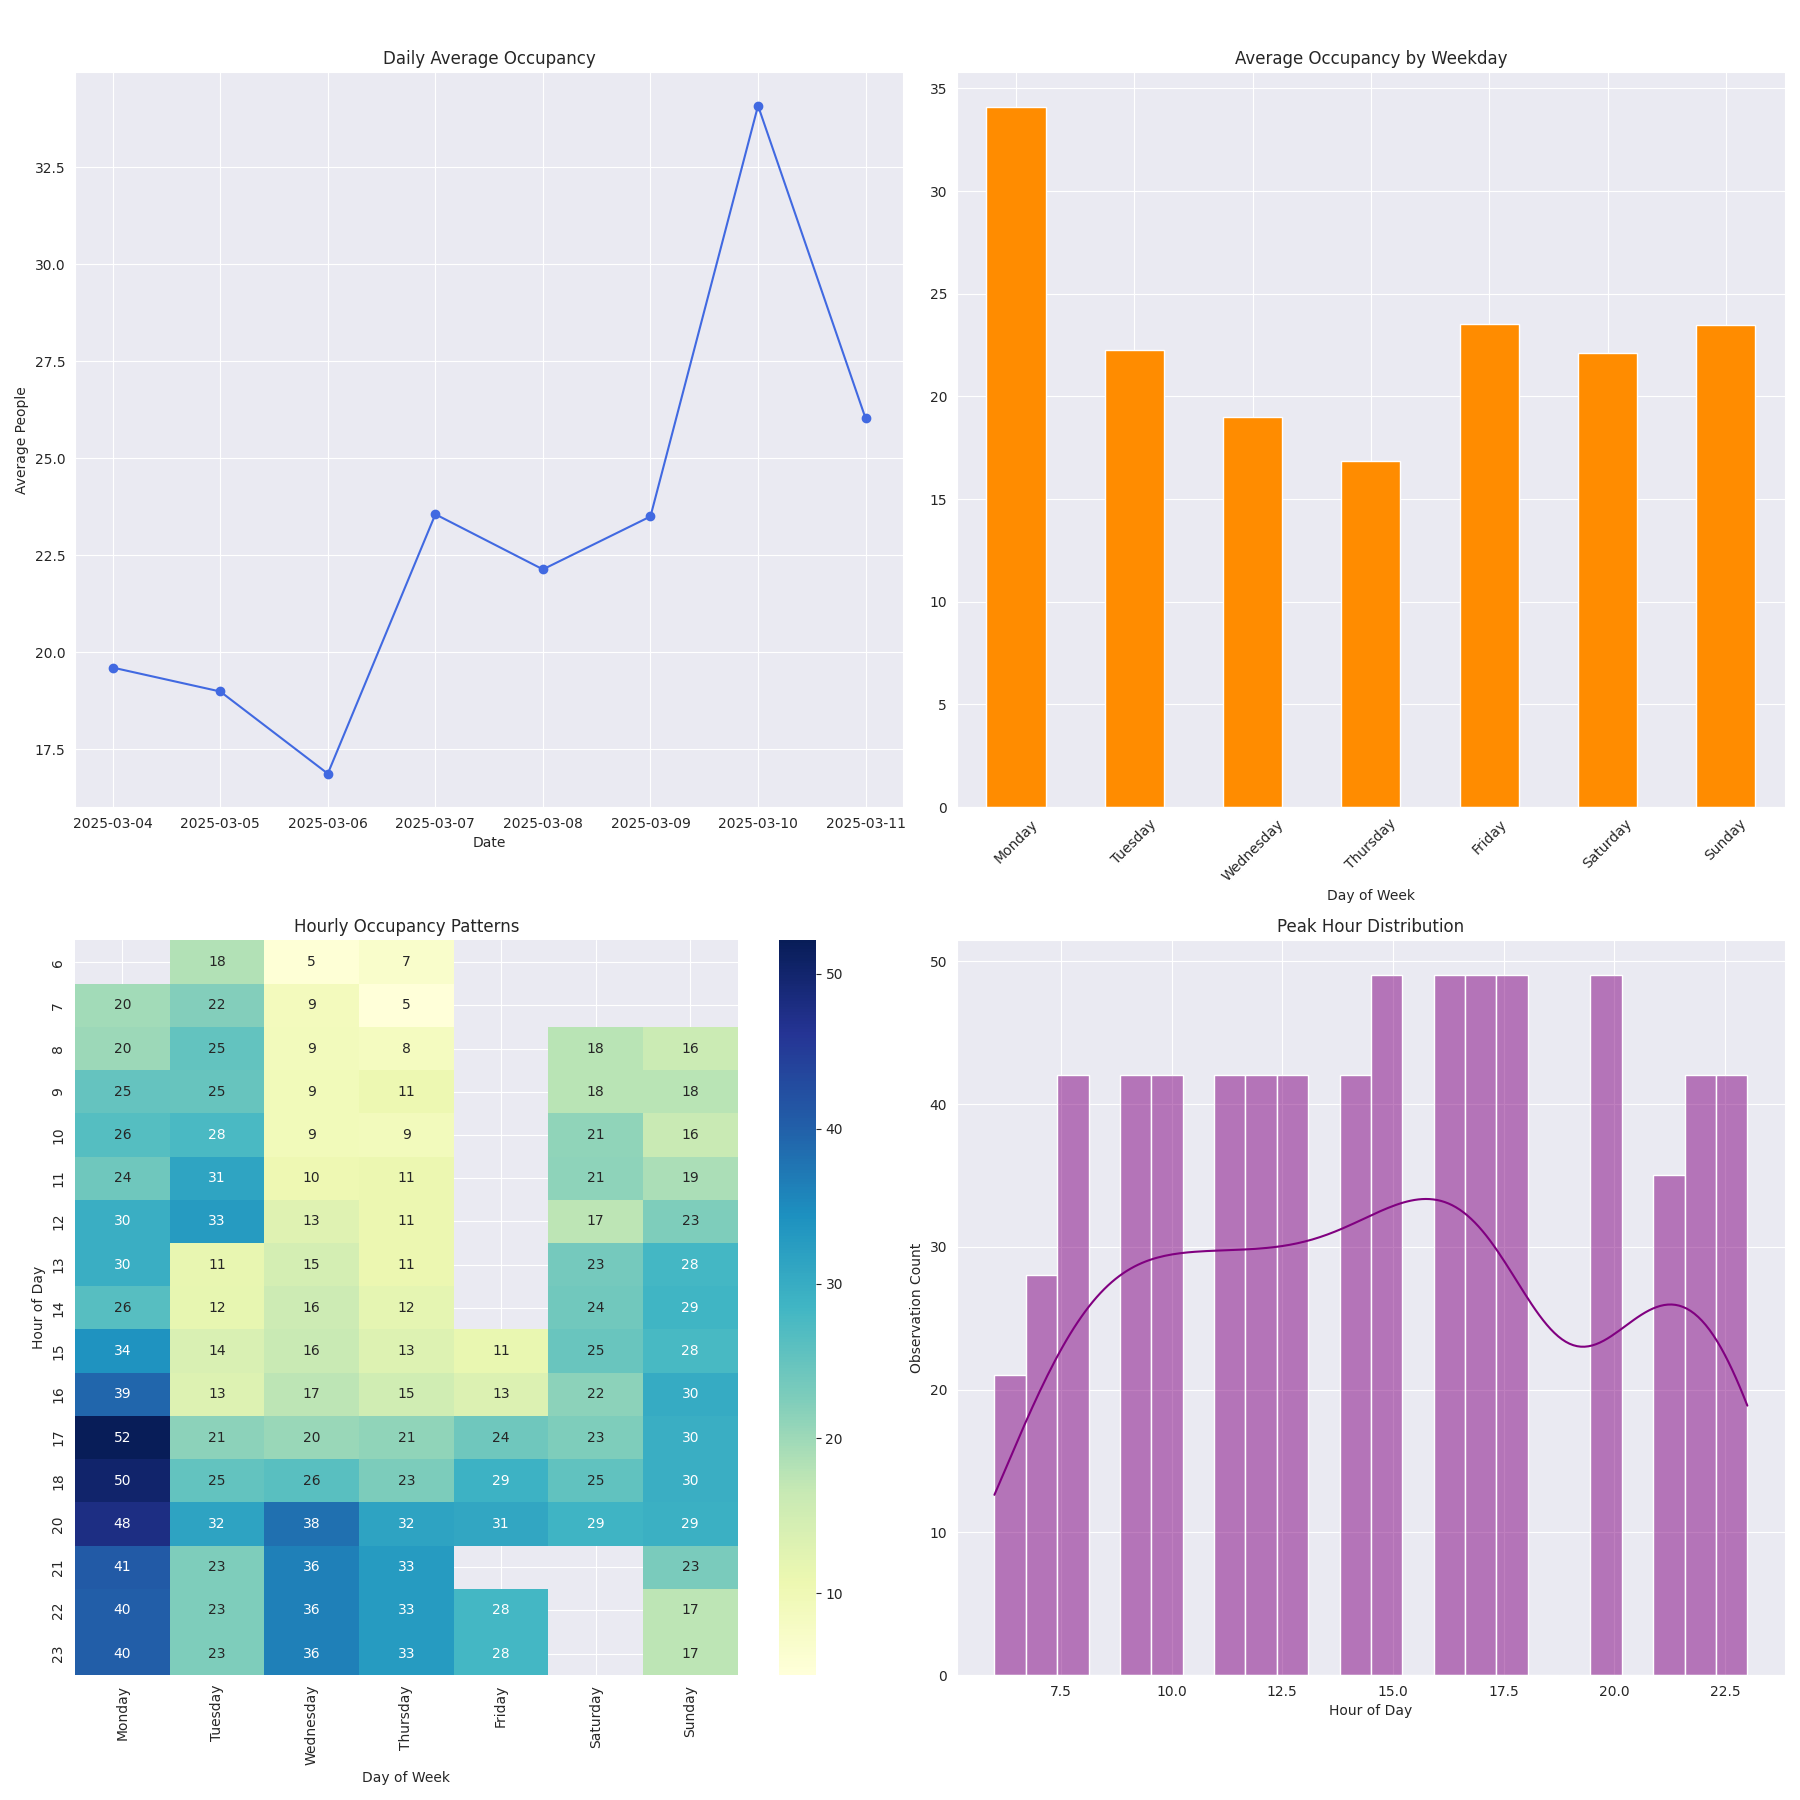 Daily Average Occupancy
Average People
32.5
30.0
27.5
25.0
22.5
20.0
17.5
2025-03-04 2025-03-05 2025-03-06 2025-03-07 2025-03-08 2025-03-09 2025-03-10 2025-03-11
Date
Average Occupancy by Weekday
35
30
25
20
15
10
5
0
Monday Tuesday Wednesday Thursday Friday Saturday Sunday
Day of Week
Hourly Occupancy Patterns
Hour of Day
6 18 5 7
7 20 22 9 5
8 20 25 9 8 18 16
9 25 25 9 11 18 18
10 26 28 9 9 21 16
11 24 31 10 11 21 19
12 30 33 13 11 17 23
13 30 11 15 11 23 28
14 26 12 16 12 24 29
15 34 14 16 13 11 25 28
16 39 13 17 15 13 22 30
17 52 21 20 21 24 23 30
18 50 25 26 23 29 25 30
20 48 32 38 32 31 29 29
21 41 23 36 33 23
22 40 23 36 33 28 17
23 40 23 36 33 28 17
Monday Tuesday Wednesday Thursday Friday Saturday Sunday
Day of Week
50
40
30
20
10
Peak Hour Distribution
Observation Count
50
40
30
20
10
0
7.5 10.0 12.5 15.0 17.5 20.0 22.5
Hour of Day